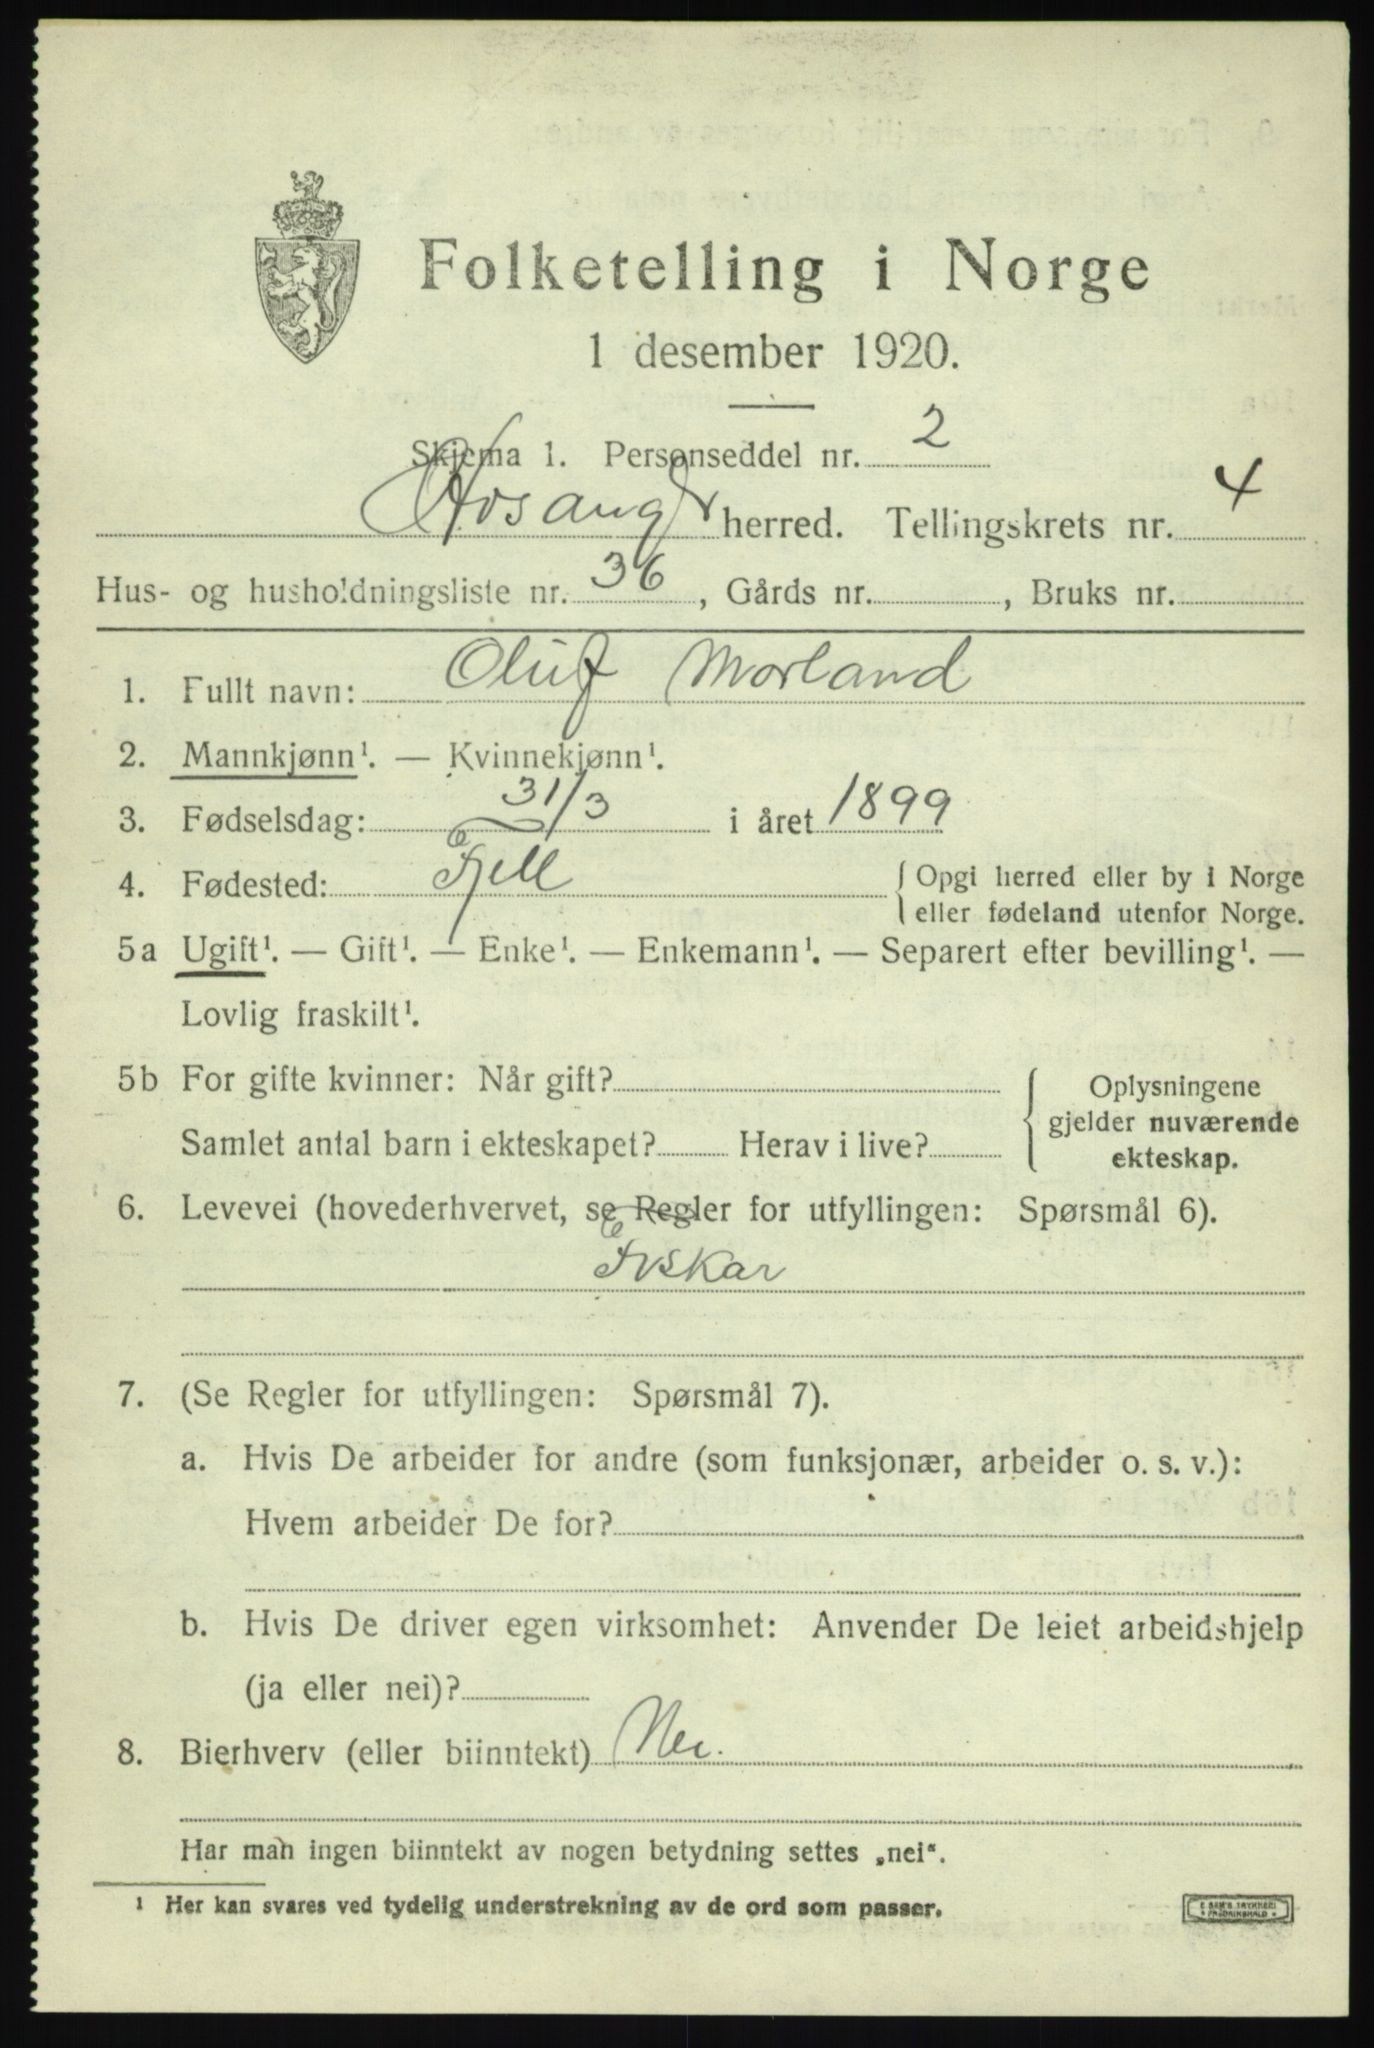 Folketelling i Norge
1 desember 1920.
Skjema 1. Personseddel nr. 2
Hosanger herred. Tellingskrets nr. 4
Hus- og husholdningsliste nr. 36, Gårds nr. , Bruks nr.
1. Fullt navn: Oluf Morland
2. Mannkjønn¹. — Kvinnekjønn¹.
3. Fødselsdag: 31/3 i året 1899
4. Fødested: Fjell { Opgi herred eller by i Norge
eller fødeland utenfor Norge.
5a Ugift¹. — Gift¹. — Enke¹. — Enkemann¹. — Separert efter bevilling¹. —
Lovlig fraskilt¹.
5b For gifte kvinner: Når gift? { Oplysningene
gjelder nuværende
Samlet antal barn i ekteskapet? Herav i live? ekteskap.
6. Levevei (hovederhvervet, se Regler for utfyllingen: Spørsmål 6).
Fiskar
7. (Se Regler for utfyllingen: Spørsmål 7).
a. Hvis De arbeider for andre (som funksjonær, arbeider o. s. v.):
Hvem arbeider De for?
b. Hvis De driver egen virksomhet: Anvender De leiet arbeidshjelp
(ja eller nei)?
8. Bierhverv (eller biinntekt) Nei.
Har man ingen biinntekt av nogen betydning settes „nei“.
¹ Her kan svares ved tydelig understrekning av de ord som passer.